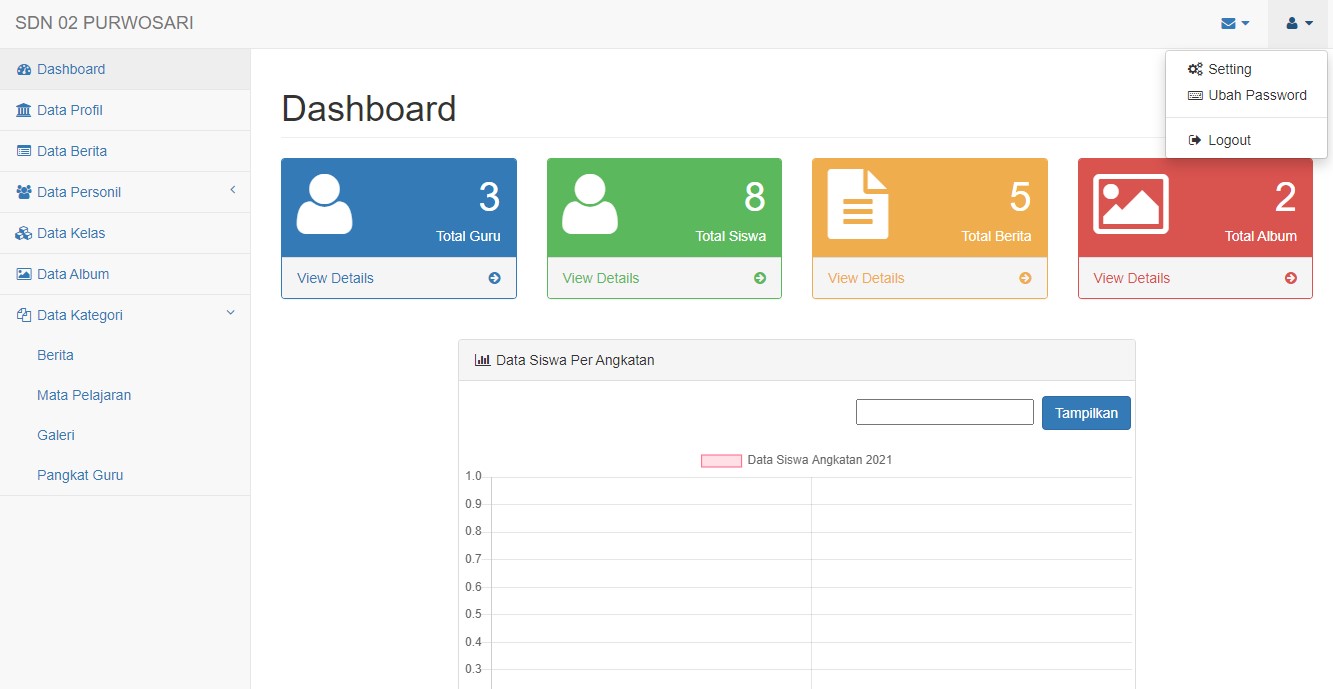 SDN 02 PURWOSARI
Dashboard
Data Profil
Data Berita
Data Personil
Data Kelas
Data Album
Data Kategori
Berita
Mata Pelajaran
Galeri
Pangkat Guru
Setting
Ubah Password
Logout
Dashboard
3
Total Guru
View Details
8
Total Siswa
View Details
5
Total Berita
View Details
2
Total Album
View Details
Data Siswa Per Angkatan
Tampilkan
Data Siswa Angkatan 2021
1.0
0.9
0.8
0.7
0.6
0.5
0.4
0.3